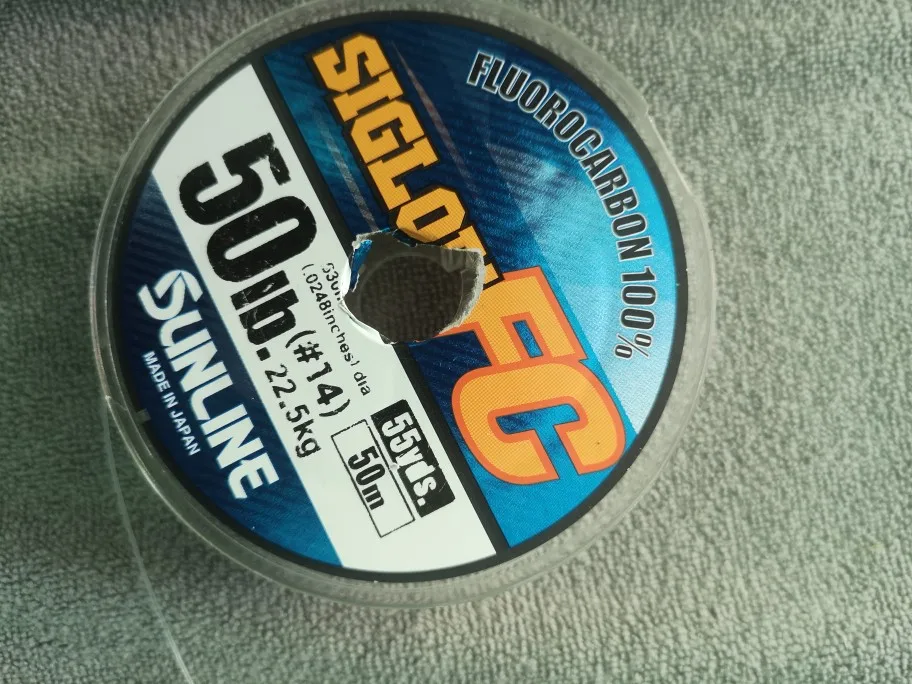 FLUOROCARBON 100%
SIGLON
FC
(.0248inches) dia
50lb. (#14) 22.5kg
55yds.
50m
SUNLINE
MADE IN JAPAN